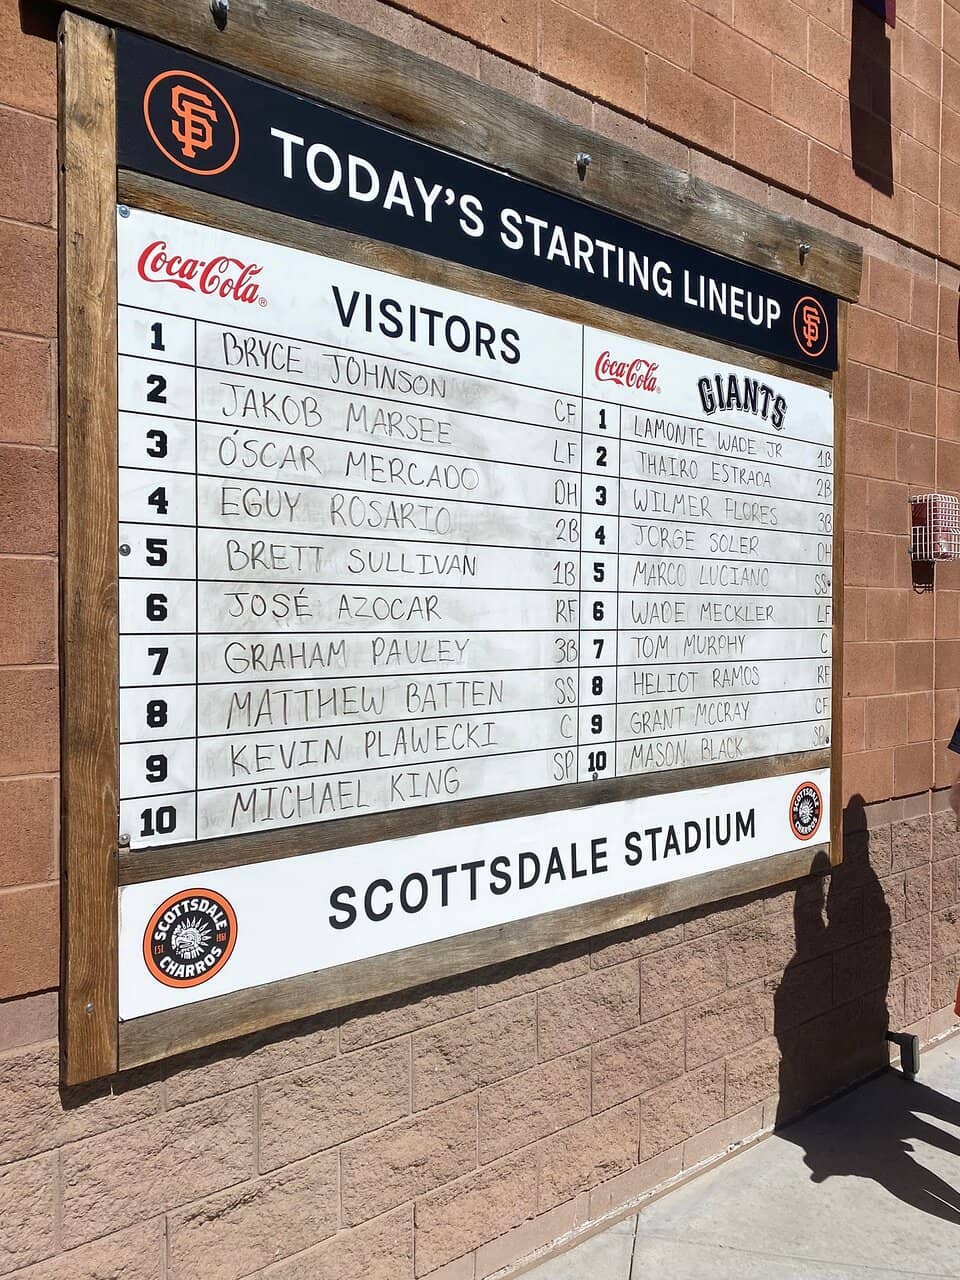 SF
TODAY'S STARTING LINEUP
SF
Coca-Cola®
VISITORS
1 BRYCE JOHNSON CF
2 JAKOB MARSEE LF
3 ÓSCAR MERCADO DH
4 EGUY ROSARIO 2B
5 BRETT SULLIVAN 1B
6 JOSÉ AZOCAR RF
7 GRAHAM PAULEY 3B
8 MATTHEW BATTEN SS
9 KEVIN PLAWECKI C
10 MICHAEL KING SP
Coca-Cola®
GIANTS
1 LAMONTE WADE JR 1B
2 THAIRO ESTRADA 2B
3 WILMER FLORES 3B
4 JORGE SOLER DH
5 MARCO LUCIANO SS
6 WADE MECKLER LF
7 TOM MURPHY C
8 HELIOT RAMOS RF
9 GRANT MCCRAY CF
10 MASON BLACK SP
SCOTTSDALE STADIUM
SCOTTSDALE
EST. 1961
CHARROS
SCOTTSDALE
CHARROS